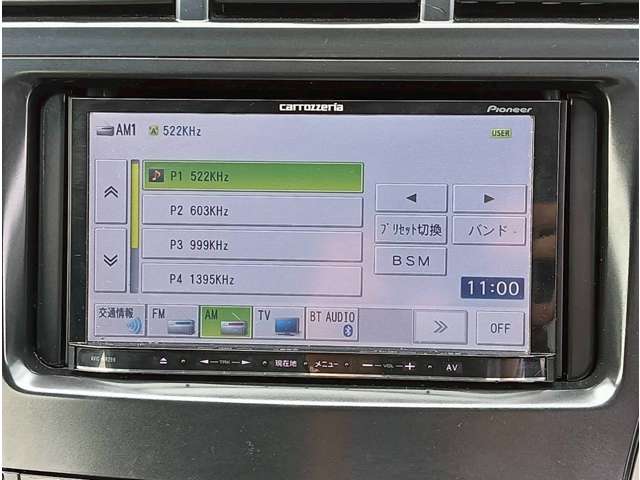 carrozzeria
Pioneer
AM1 522KHz
USER
P1 522KHz
P2 603KHz
P3 999KHz
P4 1395KHz
◀ ▶
プリセット切換 バンド
BSM
11:00
交通情報 FM AM TV BT AUDIO
OFF
TRK 現在地 メニュー － VOL ＋ AV